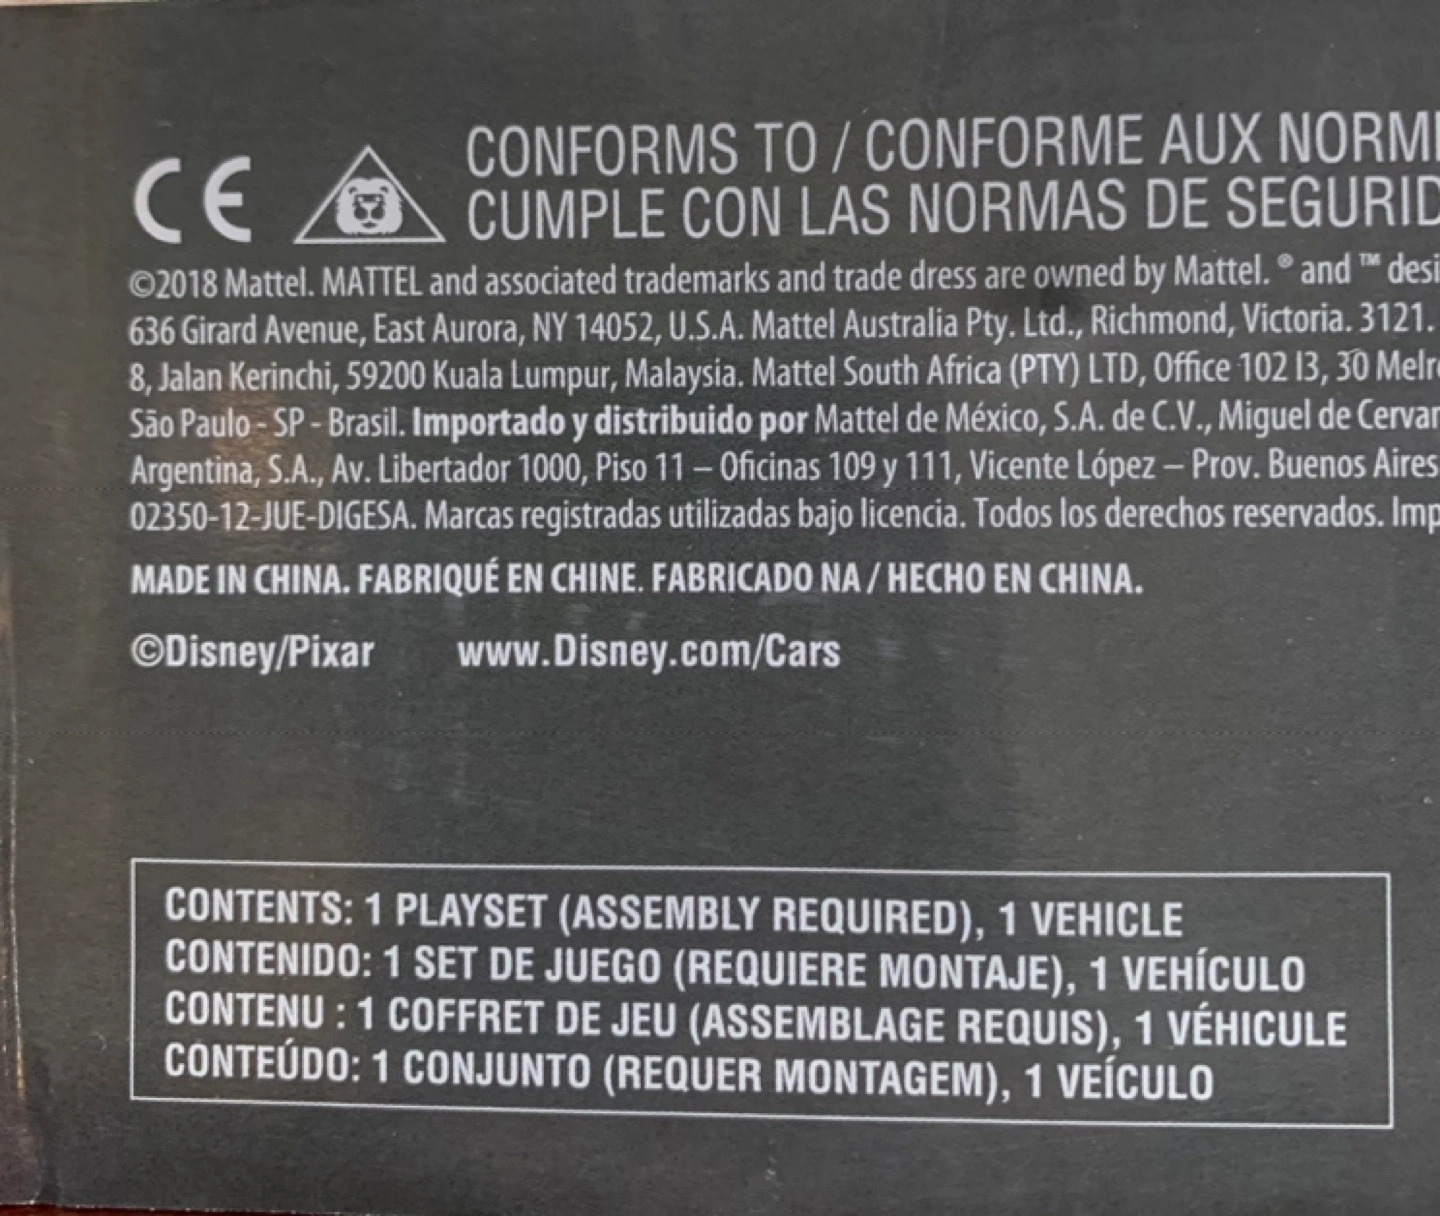 CE CONFORMS TO / CONFORME AUX
CUMPLE CON LAS NORMAS DE
©2018 Mattel. MATTEL and associated trademarks and trade dress are owned by Mattel. ® and ™
636 Girard Avenue, East Aurora, NY 14052, U.S.A. Mattel Australia Pty. Ltd., Richmond, Victoria. 3121.
8, Jalan Kerinchi, 59200 Kuala Lumpur, Malaysia. Mattel South Africa (PTY) LTD, Office 102 I3, 30
São Paulo - SP - Brasil. Importado y distribuido por Mattel de México, S.A. de C.V., Miguel de
Argentina, S.A., Av. Libertador 1000, Piso 11 – Oficinas 109 y 111, Vicente López – Prov. Buenos Aires
02350-12-JUE-DIGESA. Marcas registradas utilizadas bajo licencia. Todos los derechos reservados.
MADE IN CHINA. FABRIQUÉ EN CHINE. FABRICADO NA / HECHO EN CHINA.
©Disney/Pixar www.Disney.com/Cars
CONTENTS: 1 PLAYSET (ASSEMBLY REQUIRED), 1 VEHICLE
CONTENIDO: 1 SET DE JUEGO (REQUIERE MONTAJE), 1 VEHÍCULO
CONTENU : 1 COFFRET DE JEU (ASSEMBLAGE REQUIS), 1 VÉHICULE
CONTEÚDO: 1 CONJUNTO (REQUER MONTAGEM), 1 VEÍCULO